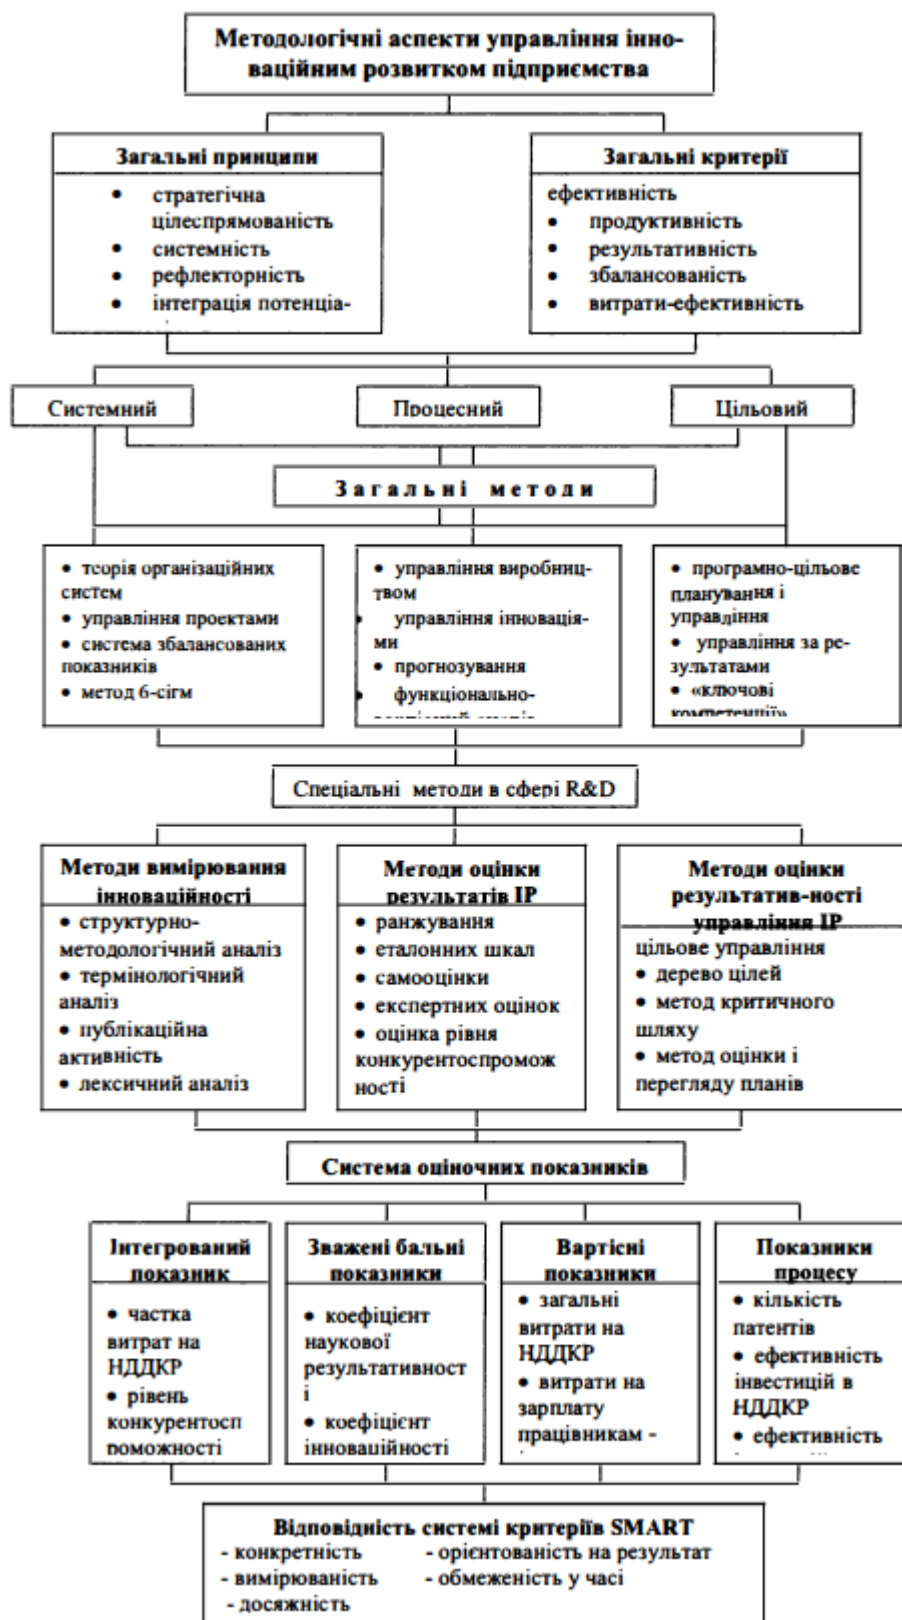 Методологічні аспекти управління інно-
ваційним розвитком підприємства
Загальні принципи
• стратегічна
цілеспрямованість
• системність
• рефлекторність
• інтеграція потенціа-
Загальні критерії
ефективність
• продуктивність
• результативність
• збалансованість
• витрати-ефективність
Системний
Процесний
Цільовий
Загальні методи
• теорія організаційних
систем
• управління проектами
• система збалансованих
показників
• метод 6-сігм
• управління виробниц-
твом
• управління інновація-
ми
• прогнозування
• функціонально-
• програмно-цільове
планування і
управління
• управління за ре-
зультатами
• «ключові
компетенції»
Спеціальні методи в сфері R&D
Методи вимірювання
інноваційності
• структурно-
методологічний аналіз
• термінологічний
аналіз
• публікаційна
активність
• лексичний аналіз
Методи оцінки
результатів ІР
• ранжування
• еталонних шкал
• самооцінки
• експертних оцінок
• оцінка рівня
конкурентоспромож
ності
Методи оцінки
результатив-ності
управління ІР
цільове управління
• дерево цілей
• метод критичного
шляху
• метод оцінки і
перегляду планів
Система оціночних показників
Інтегрований
показник
• частка
витрат на
НДДКР
• рівень
конкурентосп
роможності
Зважені бальні
показники
• коефіцієнт
наукової
результативност
і
• коефіцієнт
інноваційності
Вартісні
показники
• загальні
витрати на
НДДКР
• витрати на
зарплату
працівникам -
Показники
процесу
• кількість
патентів
• ефективність
інвестицій в
НДДКР
• ефективність
Відповідність системі критеріїв SMART
- конкретність - орієнтованість на результат
- вимірюваність - обмеженість у часі
- досяжність